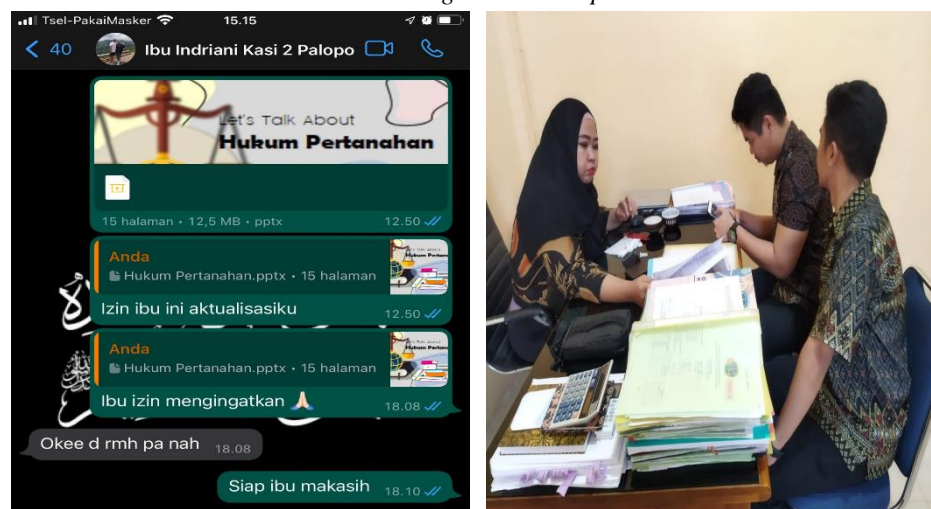 Tsel-PakaiMasker 15.15
40 Ibu Indriani Kasi 2 Palopo
Let's Talk About
Hukum Pertanahan
15 halaman • 12,5 MB • pptx 12.50
Anda
Hukum Pertanahan.pptx • 15 halaman
Izin ibu ini aktualisasiku 12.50
Anda
Hukum Pertanahan.pptx • 15 halaman
Ibu izin mengingatkan 🙏🏻 18.08
Okee d rmh pa nah 18.08
Siap ibu makasih 18.10